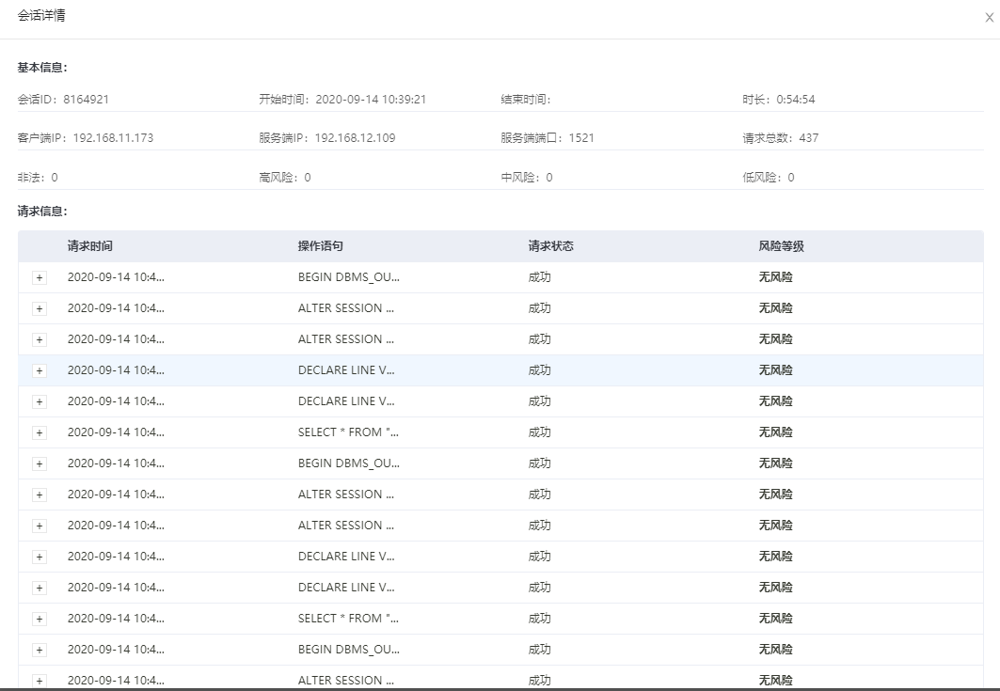 会话详情
基本信息：
会话ID：8164921 开始时间：2020-09-14 10:39:21 结束时间： 时长：0:54:54
客户端IP：192.168.11.173 服务端IP：192.168.12.109 服务端端口：1521 请求总数：437
非法：0 高风险：0 中风险：0 低风险：0
请求信息：
请求时间 操作语句 请求状态 风险等级
+ 2020-09-14 10:4... BEGIN DBMS_OU... 成功 无风险
+ 2020-09-14 10:4... ALTER SESSION ... 成功 无风险
+ 2020-09-14 10:4... ALTER SESSION ... 成功 无风险
+ 2020-09-14 10:4... DECLARE LINE V... 成功 无风险
+ 2020-09-14 10:4... DECLARE LINE V... 成功 无风险
+ 2020-09-14 10:4... SELECT * FROM "... 成功 无风险
+ 2020-09-14 10:4... BEGIN DBMS_OU... 成功 无风险
+ 2020-09-14 10:4... ALTER SESSION ... 成功 无风险
+ 2020-09-14 10:4... ALTER SESSION ... 成功 无风险
+ 2020-09-14 10:4... DECLARE LINE V... 成功 无风险
+ 2020-09-14 10:4... DECLARE LINE V... 成功 无风险
+ 2020-09-14 10:4... SELECT * FROM "... 成功 无风险
+ 2020-09-14 10:4... BEGIN DBMS_OU... 成功 无风险
+ 2020-09-14 10:4... ALTER SESSION ... 成功 无风险